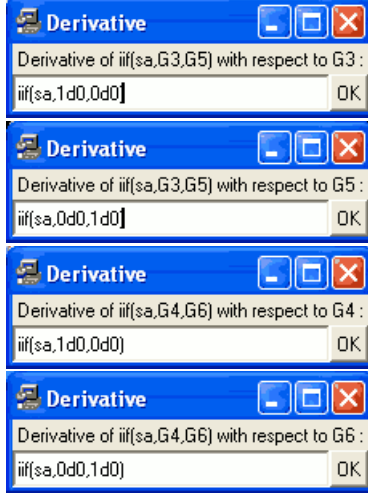 Derivative
Derivative of iif(sa,G3,G5) with respect to G3 :
iif(sa,1d0,0d0) OK
Derivative
Derivative of iif(sa,G3,G5) with respect to G5 :
iif(sa,0d0,1d0) OK
Derivative
Derivative of iif(sa,G4,G6) with respect to G4 :
iif(sa,1d0,0d0) OK
Derivative
Derivative of iif(sa,G4,G6) with respect to G6 :
iif(sa,0d0,1d0) OK